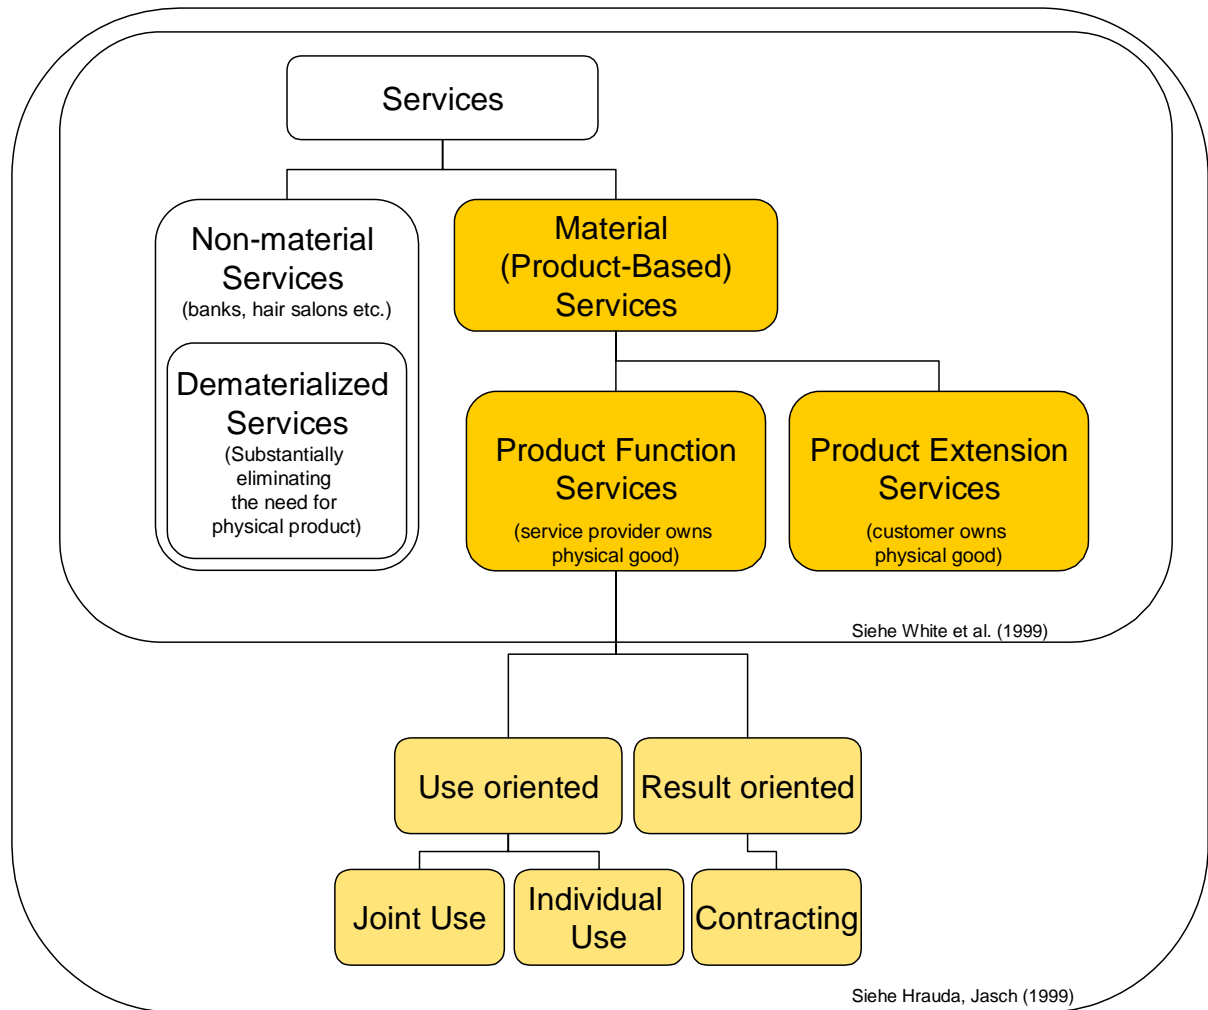 Services
Non-material
Services
(banks, hair salons etc.)
Material
(Product-Based)
Services
Dematerialized
Services
(Substantially
eliminating
the need for
physical product)
Product Function
Services
(service provider owns
physical good)
Product Extension
Services
(customer owns
physical good)
Siehe White et al. (1999)
Use oriented
Result oriented
Joint Use
Individual
Use
Contracting
Siehe Hrauda, Jasch (1999)